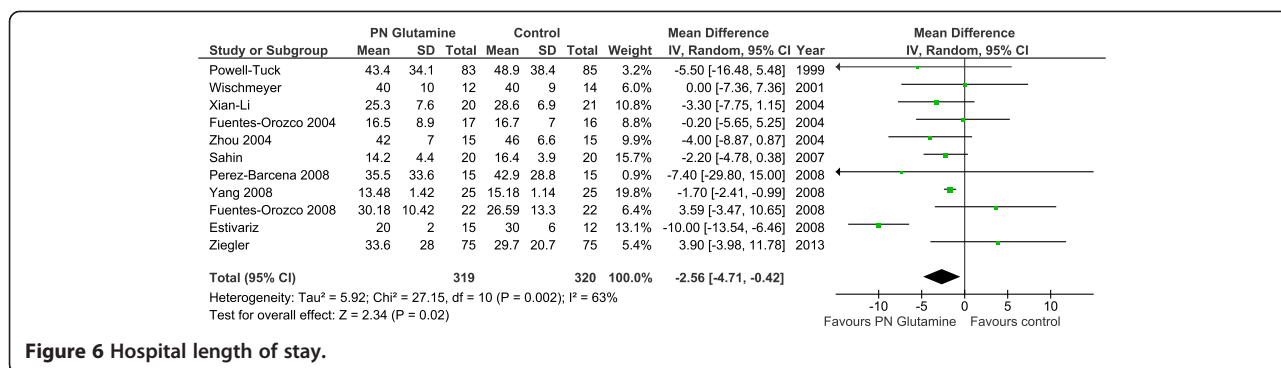 PN Glutamine Control Mean Difference Mean Difference
Study or Subgroup Mean SD Total Mean SD Total Weight IV, Random, 95% CI Year IV, Random, 95% CI
Powell-Tuck 43.4 34.1 83 48.9 38.4 85 3.2% -5.50 [-16.48, 5.48] 1999
Wischmeyer 40 10 12 40 9 14 6.0% 0.00 [-7.36, 7.36] 2001
Xian-Li 25.3 7.6 20 28.6 6.9 21 10.8% -3.30 [-7.75, 1.15] 2004
Fuentes-Orozco 2004 16.5 8.9 17 16.7 7 16 8.8% -0.20 [-5.65, 5.25] 2004
Zhou 2004 42 7 15 46 6.6 15 9.9% -4.00 [-8.87, 0.87] 2004
Sahin 14.2 4.4 20 16.4 3.9 20 15.7% -2.20 [-4.78, 0.38] 2007
Perez-Barcena 2008 35.5 33.6 15 42.9 28.8 15 0.9% -7.40 [-29.80, 15.00] 2008
Yang 2008 13.48 1.42 25 15.18 1.14 25 19.8% -1.70 [-2.41, -0.99] 2008
Fuentes-Orozco 2008 30.18 10.42 22 26.59 13.3 22 6.4% 3.59 [-3.47, 10.65] 2008
Estivariz 20 2 15 30 6 12 13.1% -10.00 [-13.54, -6.46] 2008
Ziegler 33.6 28 75 29.7 20.7 75 5.4% 3.90 [-3.98, 11.78] 2013
Total (95% CI) 319 320 100.0% -2.56 [-4.71, -0.42]
Heterogeneity: Tau² = 5.92; Chi² = 27.15, df = 10 (P = 0.002); I² = 63%
Test for overall effect: Z = 2.34 (P = 0.02)
-10 -5 0 5 10
Favours PN Glutamine Favours control
Figure 6 Hospital length of stay.